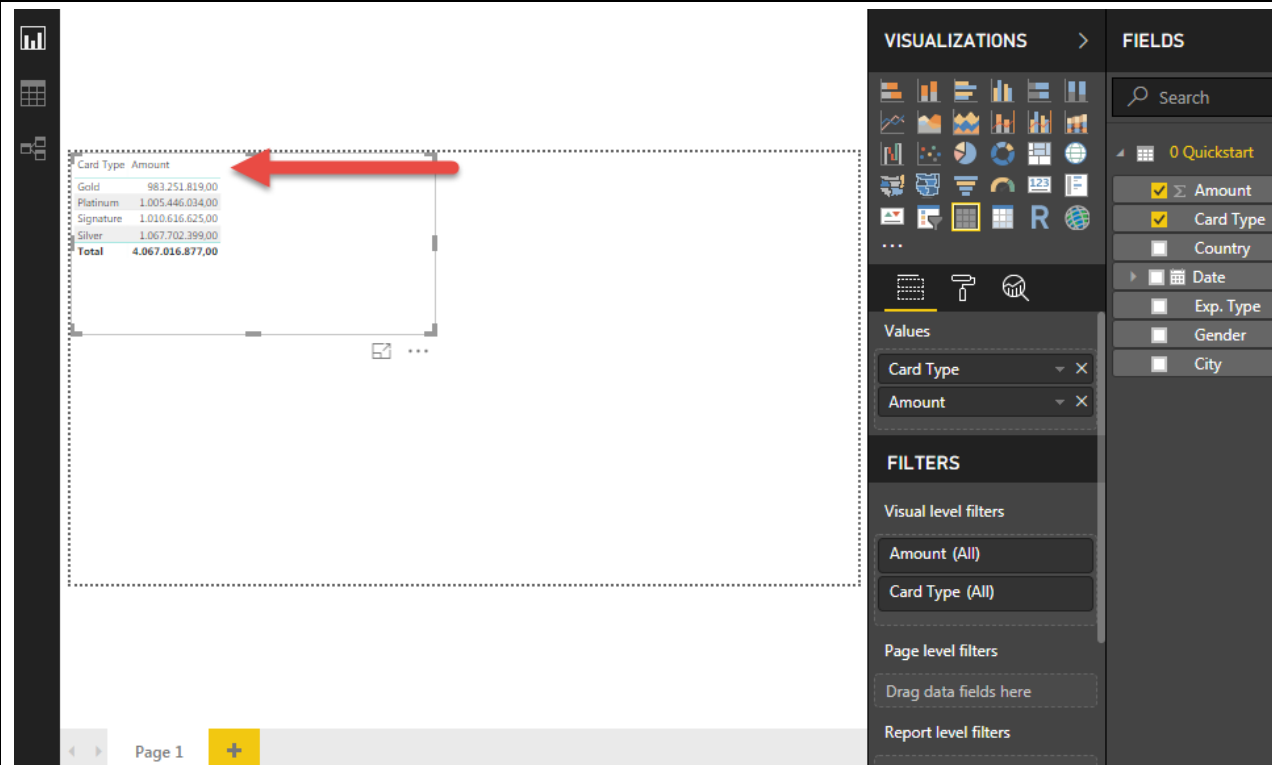 VISUALIZATIONS
FIELDS
Search
0 Quickstart
Amount
Card Type
Country
Date
Exp. Type
Gender
City
Card Type Amount
Gold 983.251.819,00
Platinum 1.005.446.034,00
Signature 1.010.616.625,00
Silver 1.067.702.399,00
Total 4.067.016.877,00
123
R
Values
Card Type
Amount
FILTERS
Visual level filters
Amount (All)
Card Type (All)
Page level filters
Drag data fields here
Report level filters
Page 1